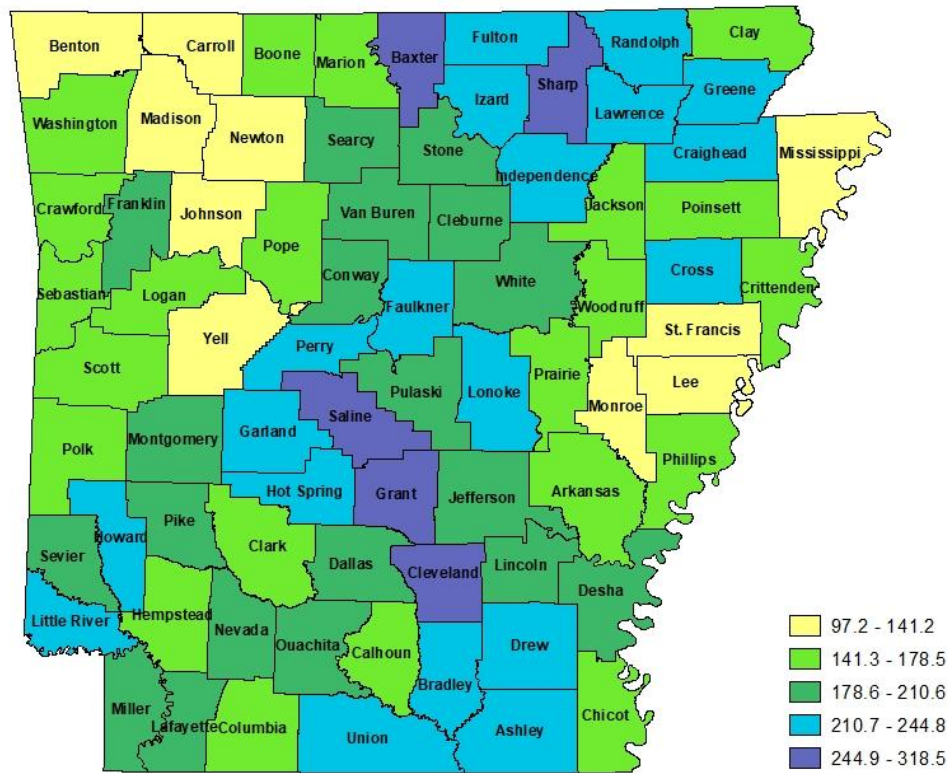 Benton
Carroll
Boone
Marion
Baxter
Fulton
Randolph
Clay
Sharp
Izard
Greene
Lawrence
Washington
Madison
Newton
Searcy
Stone
Craighead
Mississippi
Independence
Crawford
Franklin
Johnson
Pope
Van Buren
Cleburne
Jackson
Poinsett
Sebastian
Logan
Conway
White
Woodruff
Cross
Crittenden
Faulkner
Yell
Perry
St. Francis
Scott
Pulaski
Lonoke
Prairie
Lee
Saline
Monroe
Polk
Montgomery
Garland
Phillips
Hot Spring
Grant
Jefferson
Arkansas
Howard
Pike
Sevier
Clark
Dallas
Cleveland
Lincoln
Desha
Little River
Hempstead
Nevada
Ouachita
Calhoun
Drew
Bradley
Miller
Lafayette
Columbia
Union
Ashley
Chicot
97.2 - 141.2
141.3 - 178.5
178.6 - 210.6
210.7 - 244.8
244.9 - 318.5